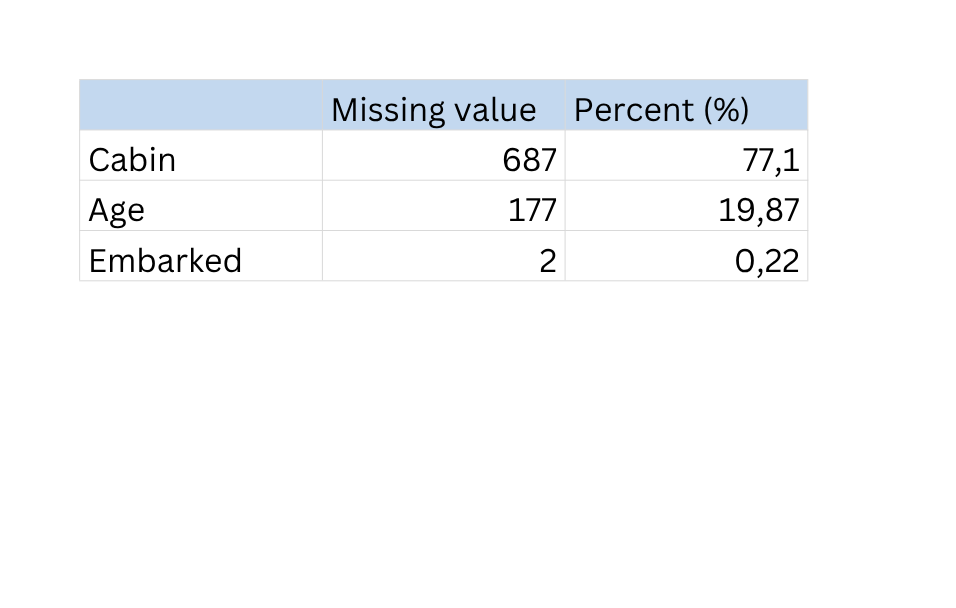 Missing value Percent (%)
Cabin 687 77,1
Age 177 19,87
Embarked 2 0,22